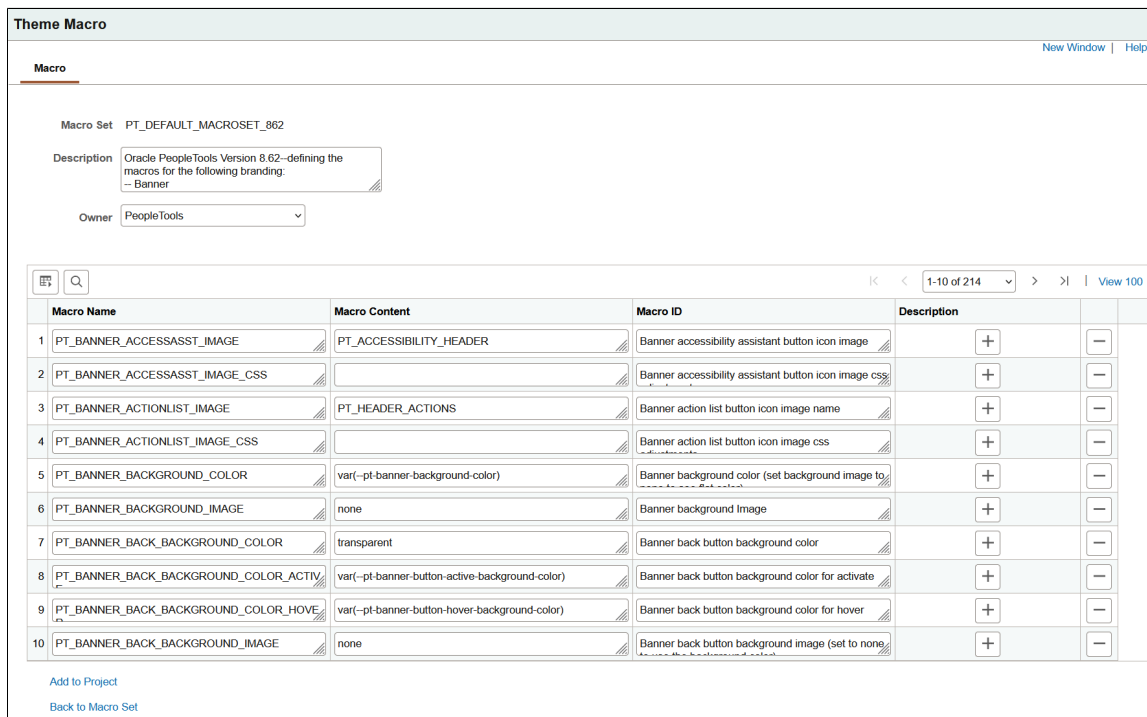 Theme Macro
New Window | Help
Macro
Macro Set PT_DEFAULT_MACROSET_862
Description Oracle PeopleTools Version 8.62--defining the
macros for the following branding:
-- Banner
Owner PeopleTools
1-10 of 214 | View 100
Macro Name Macro Content Macro ID Description
1 PT_BANNER_ACCESSASST_IMAGE PT_ACCESSIBILITY_HEADER Banner accessibility assistant button icon image
2 PT_BANNER_ACCESSASST_IMAGE_CSS Banner accessibility assistant button icon image css
3 PT_BANNER_ACTIONLIST_IMAGE PT_HEADER_ACTIONS Banner action list button icon image name
4 PT_BANNER_ACTIONLIST_IMAGE_CSS Banner action list button icon image css
5 PT_BANNER_BACKGROUND_COLOR var(--pt-banner-background-color) Banner background color (set background image to
6 PT_BANNER_BACKGROUND_IMAGE none Banner background Image
7 PT_BANNER_BACK_BACKGROUND_COLOR transparent Banner back button background color
8 PT_BANNER_BACK_BACKGROUND_COLOR_ACTIV var(--pt-banner-button-active-background-color) Banner back button background color for activate
9 PT_BANNER_BACK_BACKGROUND_COLOR_HOVE var(--pt-banner-button-hover-background-color) Banner back button background color for hover
10 PT_BANNER_BACK_BACKGROUND_IMAGE none Banner back button background image (set to none
Add to Project
Back to Macro Set